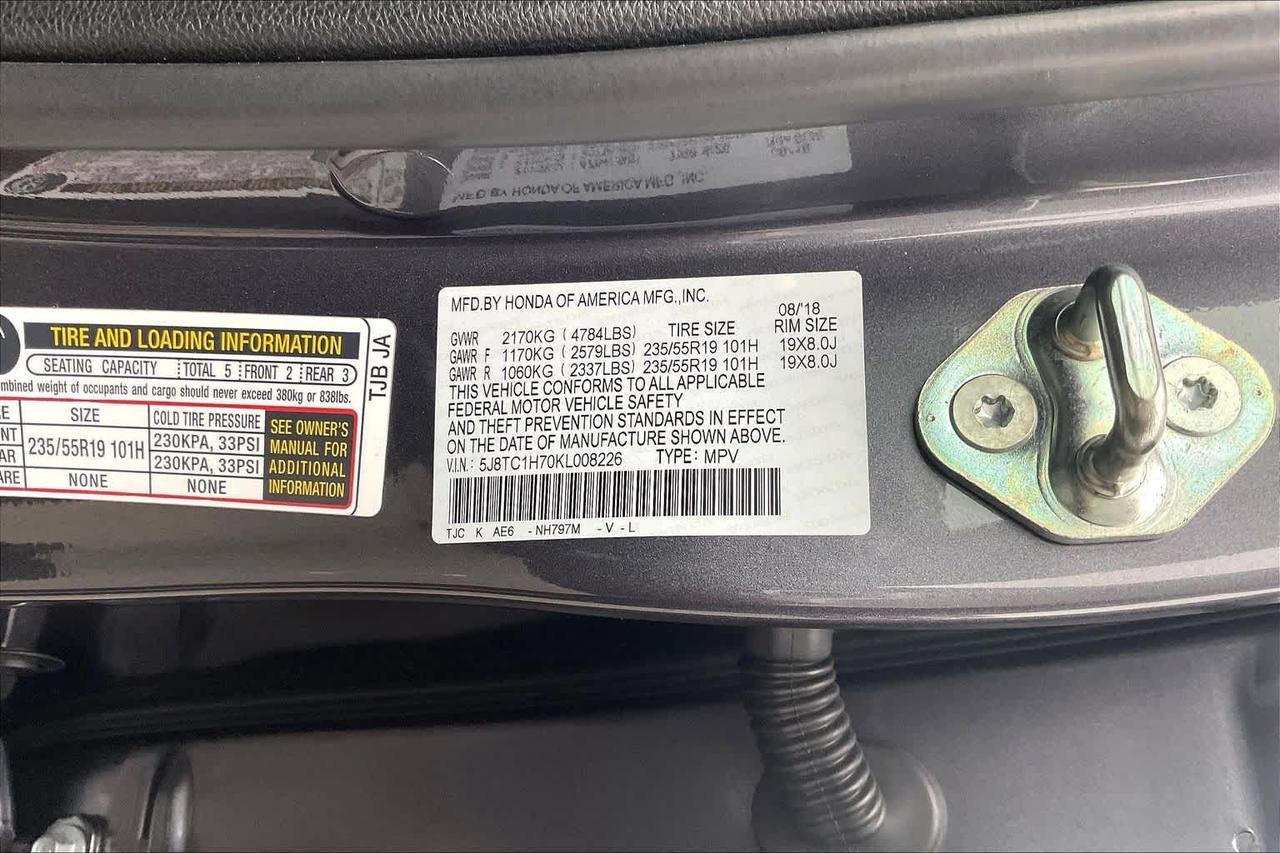 TIRE AND LOADING INFORMATION
SEATING CAPACITY TOTAL 5 FRONT 2 REAR 3
combined weight of occupants and cargo should never exceed 380kg or 838lbs.
SIZE COLD TIRE PRESSURE
235/55R19 101H
230KPA, 33PSI
230KPA, 33PSI
NONE NONE
SEE OWNER'S
MANUAL FOR
ADDITIONAL
INFORMATION
TJB JA
MFD.BY HONDA OF AMERICA MFG.,INC.
08/'18
GVWR 2170KG (4784LBS) TIRE SIZE RIM SIZE
GAWR F 1170KG (2579LBS) 235/55R19 101H 19X8.0J
GAWR R 1060KG (2337LBS) 235/55R19 101H 19X8.0J
THIS VEHICLE CONFORMS TO ALL APPLICABLE
FEDERAL MOTOR VEHICLE SAFETY
AND THEFT PREVENTION STANDARDS IN EFFECT
ON THE DATE OF MANUFACTURE SHOWN ABOVE.
V.I.N.: 5J8TC1H70KL008226 TYPE: MPV
TJC K AE6 -NH797M -V-L